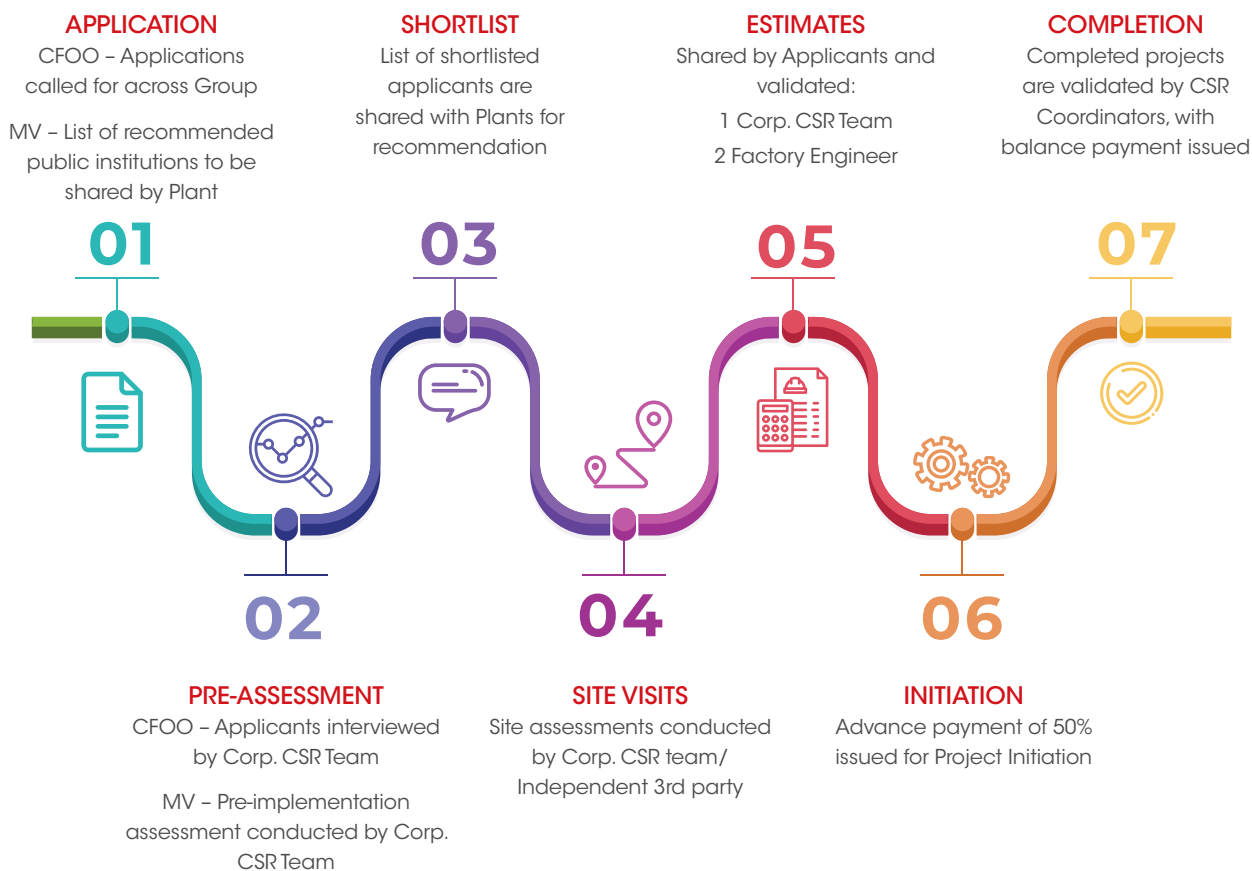 APPLICATION
CFOO – Applications
called for across Group
MV – List of recommended
public institutions to be
shared by Plant
01
PRE-ASSESSMENT
CFOO – Applicants interviewed
by Corp. CSR Team
MV – Pre-implementation
assessment conducted by Corp.
CSR Team
02
SHORTLIST
List of shortlisted
applicants are
shared with Plants for
recommendation
03
SITE VISITS
Site assessments conducted
by Corp. CSR team/
Independent 3rd party
04
ESTIMATES
Shared by Applicants and
validated:
1 Corp. CSR Team
2 Factory Engineer
05
INITIATION
Advance payment of 50%
issued for Project Initiation
06
COMPLETION
Completed projects
are validated by CSR
Coordinators, with
balance payment issued
07